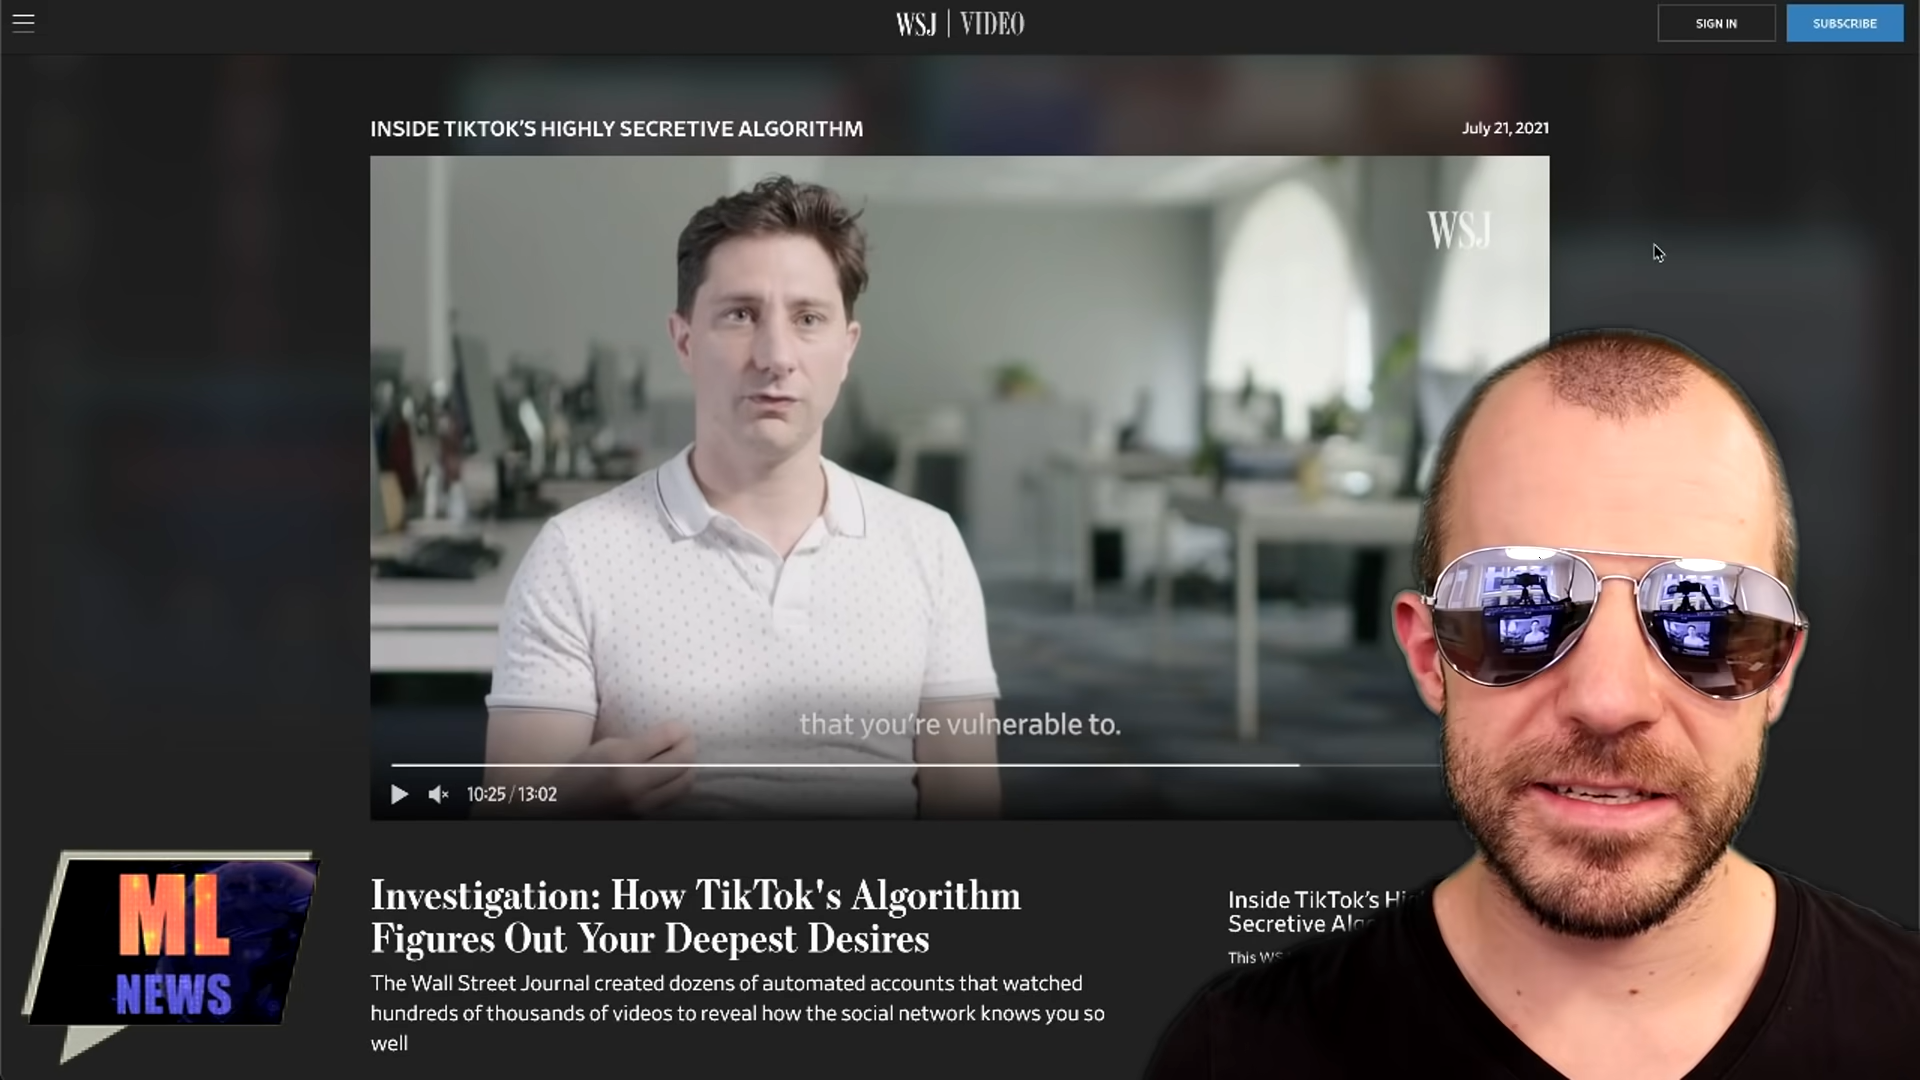 WSJ | VIDEO
SIGN IN
SUBSCRIBE
INSIDE TIKTOK'S HIGHLY SECRETIVE ALGORITHM
July 21, 2021
WSJ
that you're vulnerable to.
10:25 / 13:02
ML
NEWS
Investigation: How TikTok's Algorithm
Figures Out Your Deepest Desires
The Wall Street Journal created dozens of automated accounts that watched
hundreds of thousands of videos to reveal how the social network knows you so
well
Inside TikTok's
Secretive
This